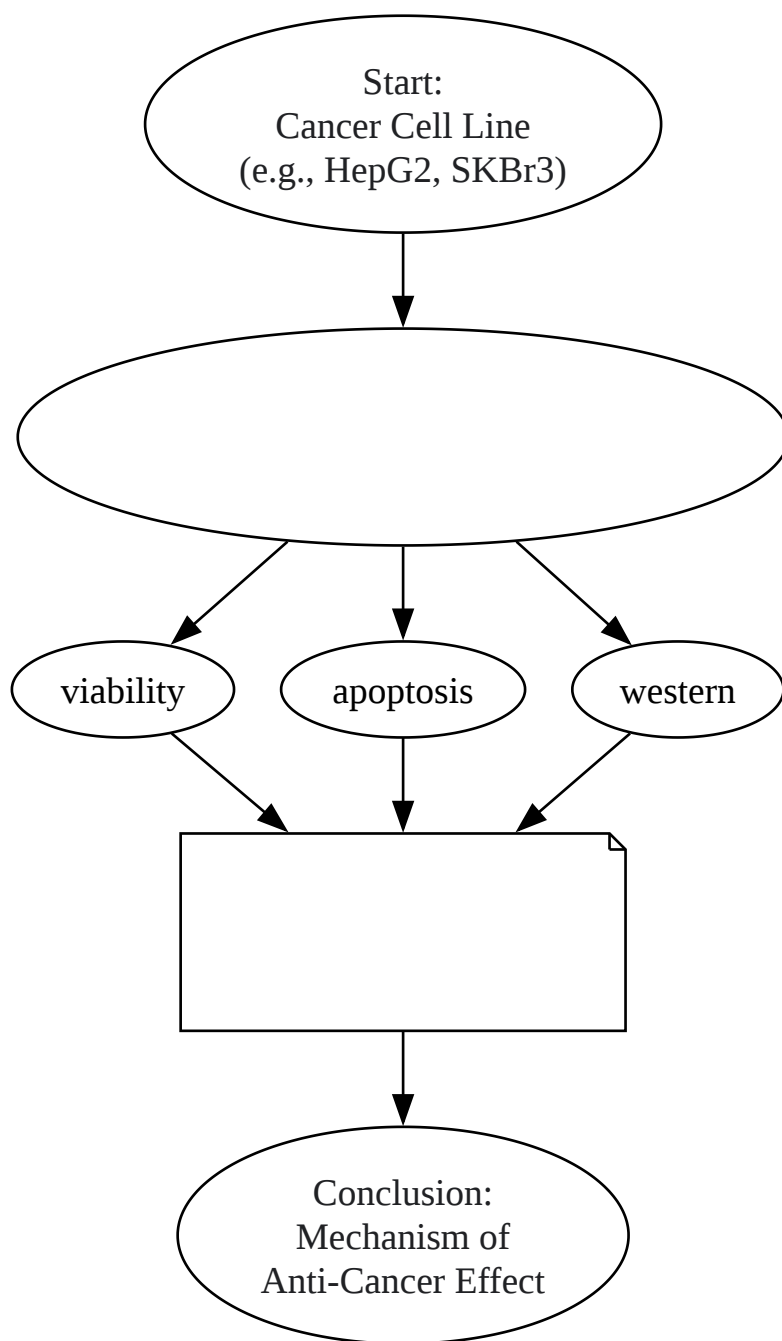 Start:
Cancer Cell Line
(e.g., HepG2, SKBr3)
viability
apoptosis
western
Conclusion:
Mechanism of
Anti-Cancer Effect